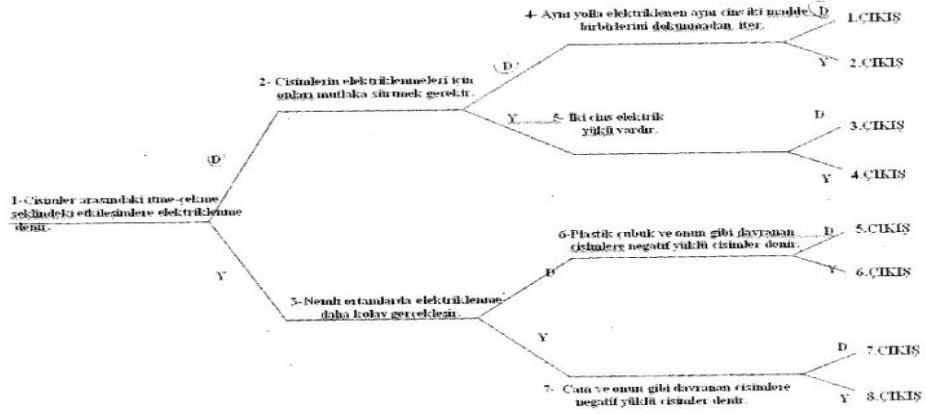 4- Aynı yolla elektriklenen aynı cins iki madde
birbirlerini dokunmadan iter.
D
1.ÇIKIŞ
Y
2.ÇIKIŞ
2- Cisimlerin elektriklenmeleri için
onları mutlaka sürtmek gerekir.
D
Y
5- İki cins elektrik
yükü vardır.
D
3.ÇIKIŞ
Y
4.ÇIKIŞ
D
1-Cisimler arasındaki itme-çekme
şeklindeki etkileşimlere elektriklenme
denir.
Y
6-Plastik çubuk ve onun gibi davranan
cisimlere negatif yüklü cisimler denir.
D
5.ÇIKIŞ
Y
6.ÇIKIŞ
D
3- Nemli ortamlarda elektriklenme
daha kolay gerçekleşir.
Y
D
7.ÇIKIŞ
7- Cam ve onun gibi davranan cisimlere
negatif yüklü cisimler denir.
Y
8.ÇIKIŞ